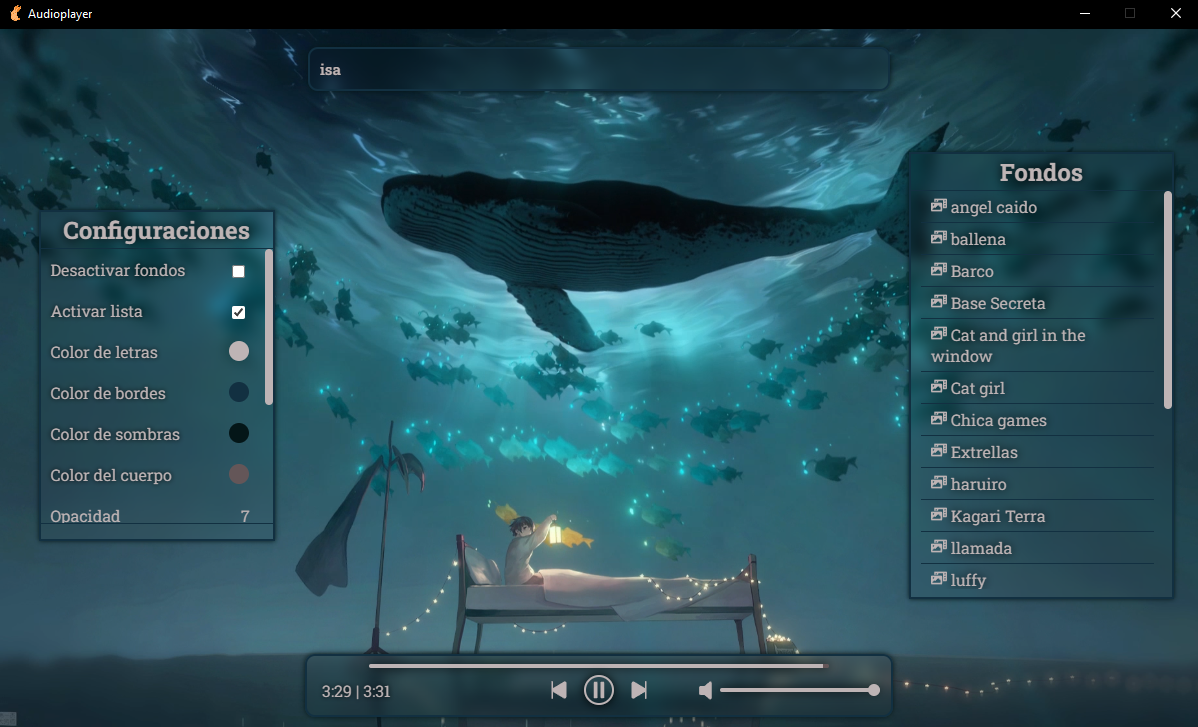 Audioplayer
isa
Configuraciones
Desactivar fondos
Activar lista
Color de letras
Color de bordes
Color de sombras
Color del cuerpo
Opacidad 7
Fondos
angel caido
ballena
Barco
Base Secreta
Cat and girl in the
window
Cat girl
Chica games
Extrellas
haruiro
Kagari Terra
llamada
luffy
3:29 | 3:31